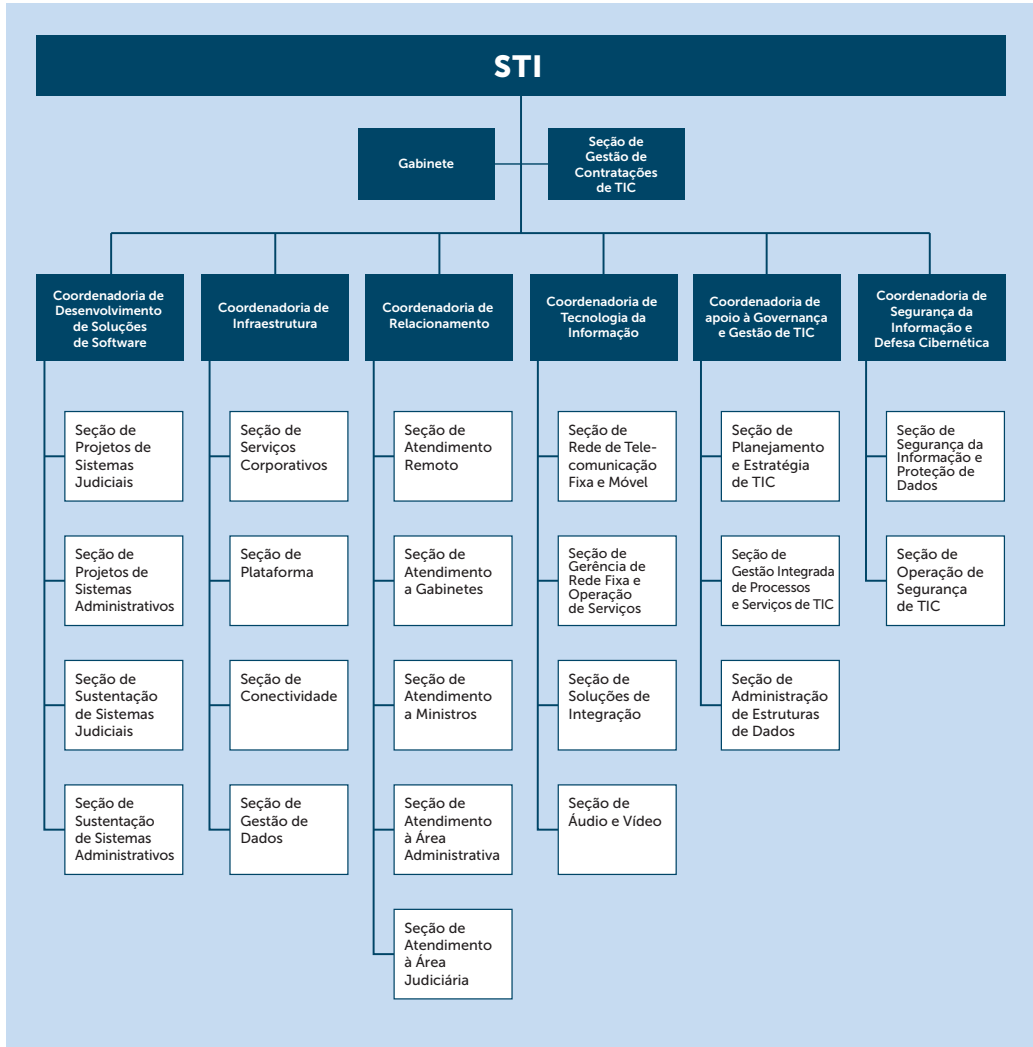 STI
Gabinete
Seção de
Gestão de
Contratações
de TIC
Coordenadoria de
Desenvolvimento
de Soluções
de Software
Coordenadoria de
Infraestrutura
Coordenadoria de
Relacionamento
Coordenadoria de
Tecnologia da
Informação
Coordenadoria de
apoio à Governança
e Gestão de TIC
Coordenadoria de
Segurança da
Informação e
Defesa Cibernética
Seção de
Projetos de
Sistemas
Judiciais
Seção de
Projetos de
Sistemas
Administrativos
Seção de
Sustentação
de Sistemas
Judiciais
Seção de
Sustentação
de Sistemas
Administrativos
Seção de
Serviços
Corporativos
Seção de
Plataforma
Seção de
Conectividade
Seção de
Gestão de
Dados
Seção de
Atendimento
Remoto
Seção de
Atendimento
a Gabinetes
Seção de
Atendimento
a Ministros
Seção de
Atendimento
à Área
Administrativa
Seção de
Atendimento
à Área
Judiciária
Seção de
Rede de Tele-
comunicação
Fixa e Móvel
Seção de
Gerência de
Rede Fixa e
Operação
de Serviços
Seção de
Soluções de
Integração
Seção de
Áudio e Vídeo
Seção de
Planejamento
e Estratégia
de TIC
Seção de
Gestão Integrada
de Processos
e Serviços de TIC
Seção de
Administração
de Estruturas
de Dados
Seção de
Segurança da
Informação e
Proteção de
Dados
Seção de
Operação de
Segurança
de TIC